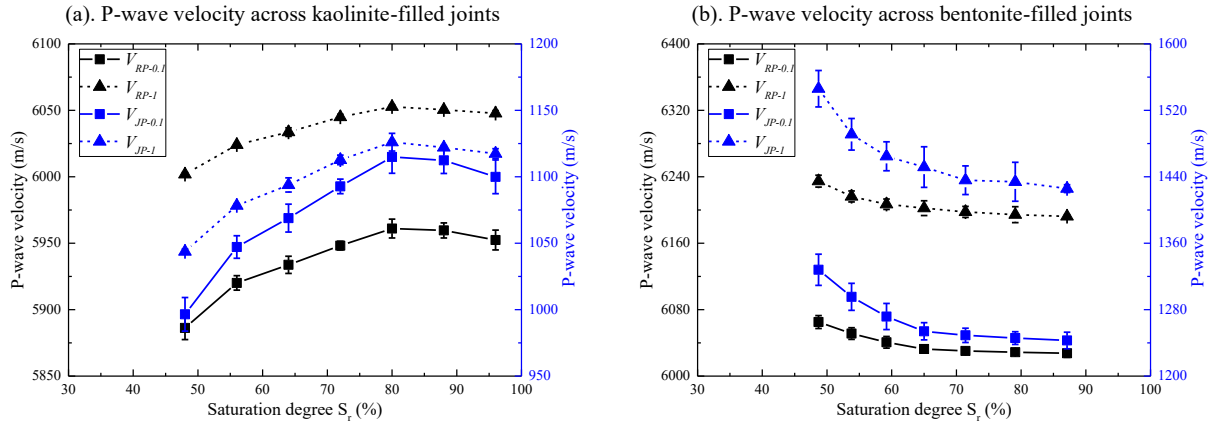 (a). P-wave velocity across kaolinite-filled joints
6100
6050
6000
5950
5900
5850
P-wave velocity (m/s)
V_RP-0.1
V_RP-1
V_JP-0.1
V_JP-1
1200
1150
1100
1050
1000
950
P-wave velocity (m/s)
30 40 50 60 70 80 90 100
Saturation degree S_r (%)
(b). P-wave velocity across bentonite-filled joints
6400
6320
6240
6160
6080
6000
P-wave velocity (m/s)
V_RP-0.1
V_RP-1
V_JP-0.1
V_JP-1
1600
1520
1440
1360
1280
1200
P-wave velocity (m/s)
30 40 50 60 70 80 90 100
Saturation degree S_r (%)